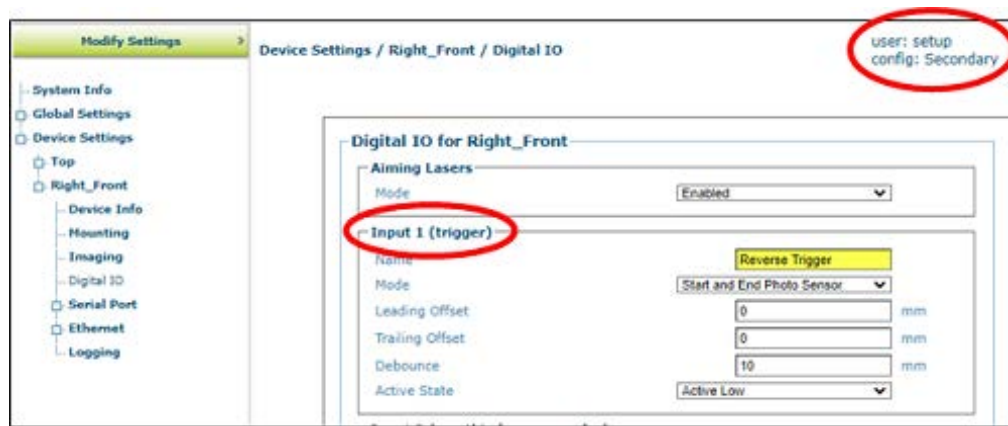 Modify Settings
Device Settings / Right_Front / Digital IO
user: setup
config: Secondary
System Info
Global Settings
Device Settings
Top
Right_Front
Device Info
Mounting
Imaging
Digital IO
Serial Port
Ethernet
Logging
Digital IO for Right_Front
Aiming Lasers
Mode Enabled
Input 1 (trigger)
Name Reverse Trigger
Mode Start and End Photo Sensor
Leading Offset 0 mm
Trailing Offset 0 mm
Debounce 10 mm
Active State Active Low